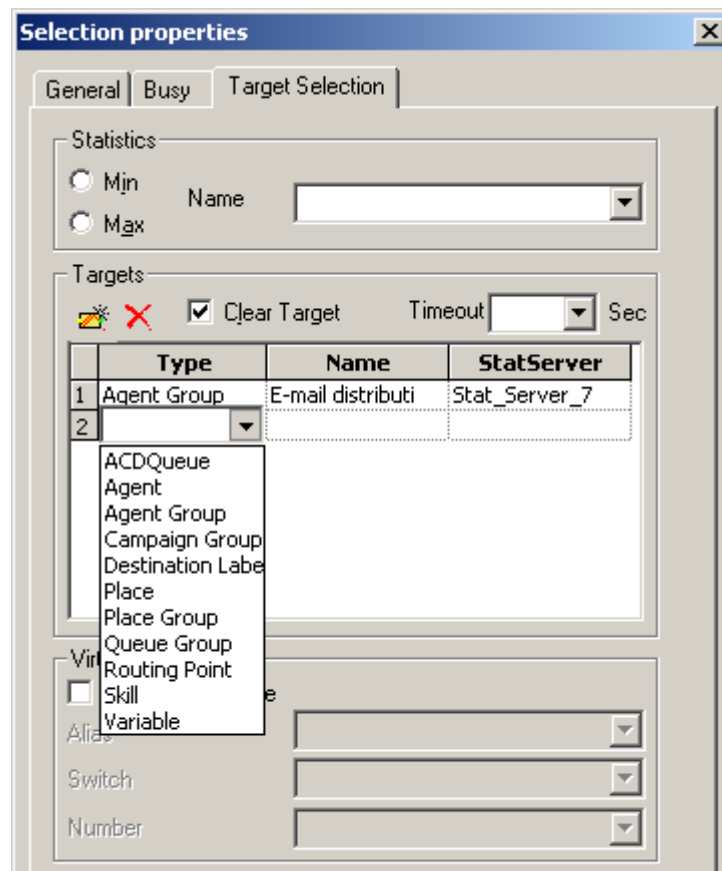 Selection properties
General Busy Target Selection
Statistics
Min
Name
Max
Targets
Clear Target Timeout Sec
Type Name StatServer
1 Agent Group E-mail distributi Stat_Server_7
2
ACDQueue
Agent
Agent Group
Campaign Group
Destination Labe
Place
Place Group
Queue Group
Routing Point
Skill
Variable
Switch
Number